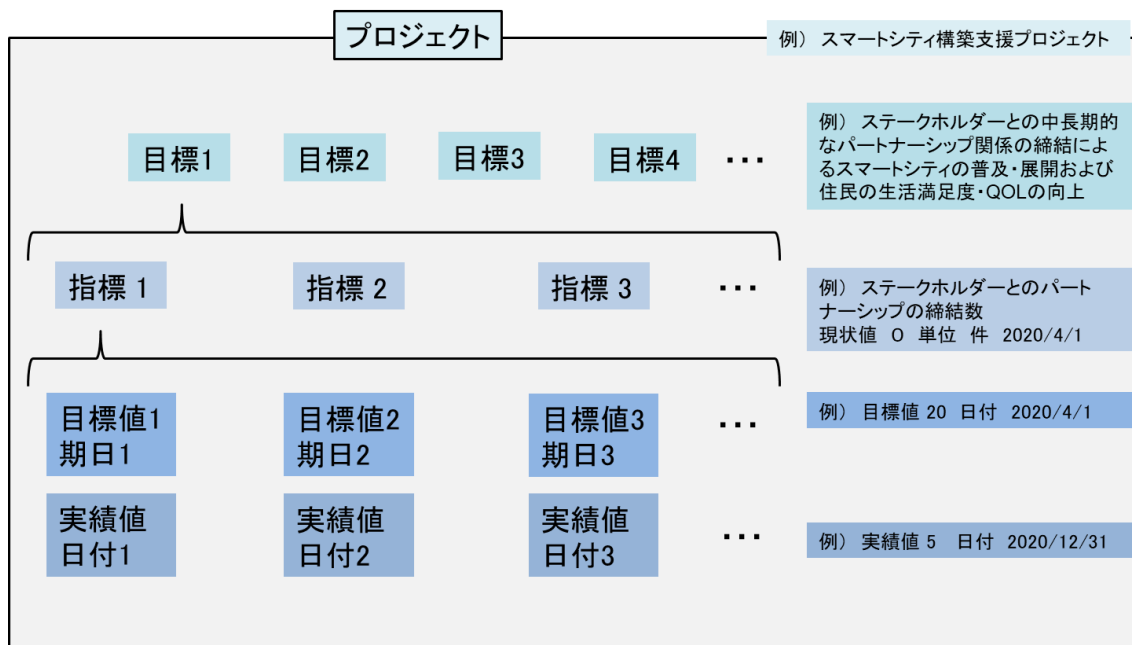 プロジェクト
例） スマートシティ構築支援プロジェクト
目標1
目標2
目標3
目標4
・・・
例） ステークホルダーとの中長期的
なパートナーシップ関係の締結によ
るスマートシティの普及・展開および
住民の生活満足度・QOLの向上
指標 1
指標 2
指標 3
・・・
例） ステークホルダーとのパート
ナーシップの締結数
現状値 0 単位 件 2020/4/1
目標値1
期日1
目標値2
期日2
目標値3
期日3
・・・
例） 目標値 20 日付 2020/4/1
実績値
日付1
実績値
日付2
実績値
日付3
・・・
例） 実績値 5 日付 2020/12/31